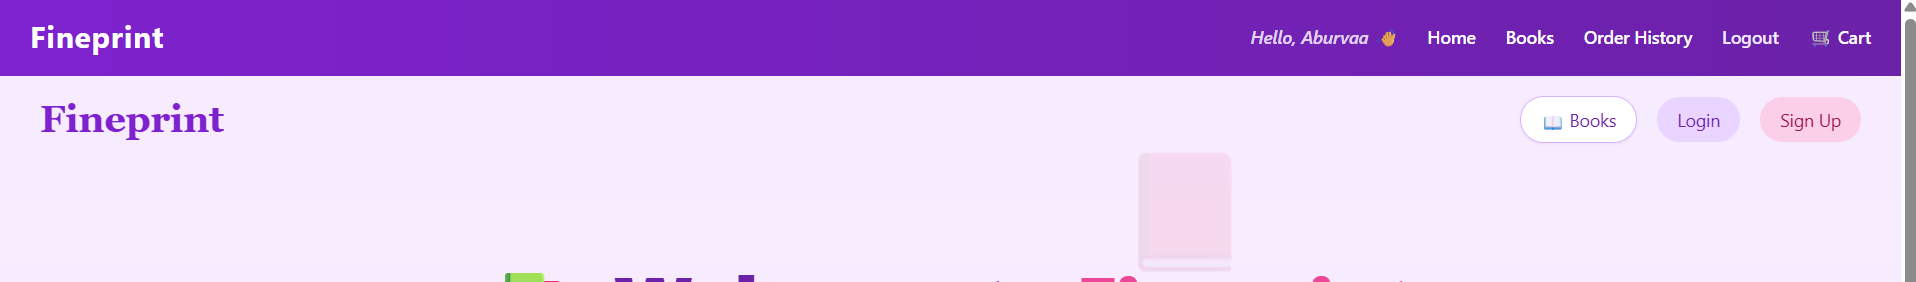 Fineprint
Hello, Aburvaa 👋 Home Books Order History Logout 🛒 Cart
Fineprint
📖 Books Login Sign Up